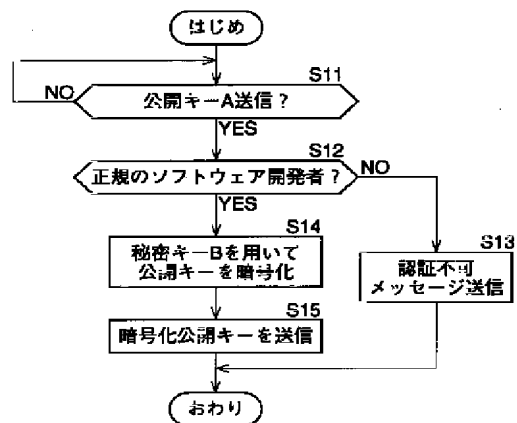 はじめ
S11
NO
公開キーA送信？
YES
S12
正規のソフトウェア開発者？
NO
YES
S14
秘密キーBを用いて
公開キーを暗号化
S13
認証不可
メッセージ送信
S15
暗号化公開キーを送信
おわり